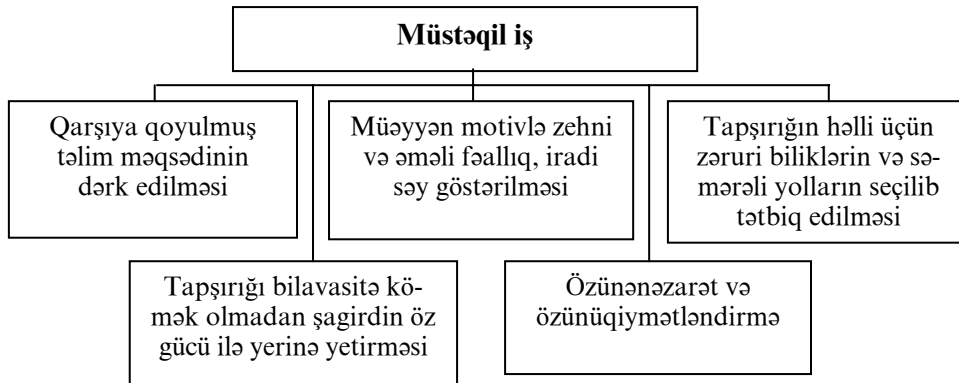 Müstəqil iş
Qarşıya qoyulmuş
təlim məqsədinin
dərk edilməsi
Müəyyən motivlə zehni
və əməli fəallıq, iradi
səy göstərilməsi
Tapşırığın həlli üçün
zəruri biliklərin və sə-
mərəli yolların seçilib
tətbiq edilməsi
Tapşırığı bilavasitə kö-
mək olmadan şagirdin öz
gücü ilə yerinə yetirməsi
Özünənəzarət və
özünüqiymətləndirmə